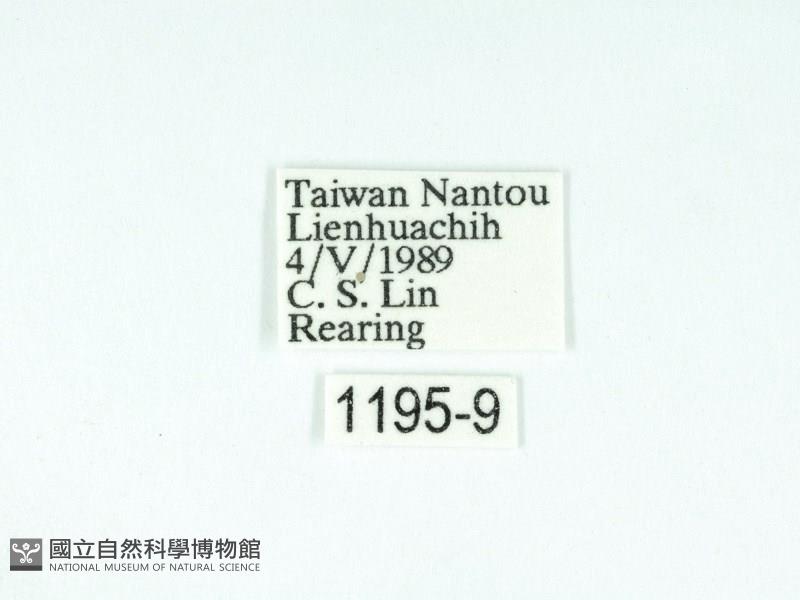 Taiwan Nantou
Lienhuachih
4/V/1989
C. S. Lin
Rearing
1195-9
國立自然科學博物館
NATIONAL MUSEUM OF NATURAL SCIENCE